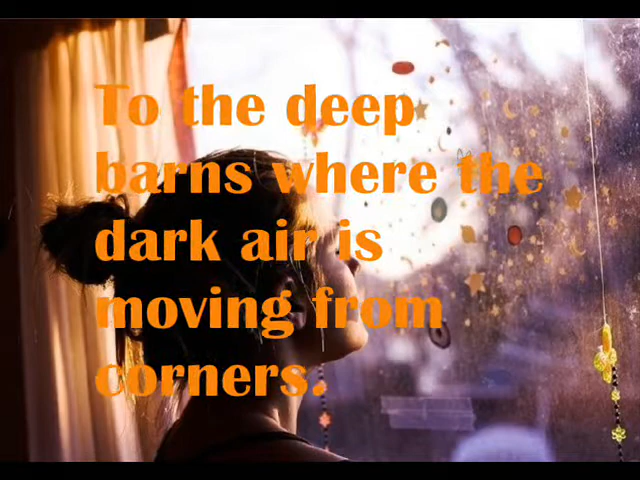 To the deep
barns where the
dark air is
moving from
corners.